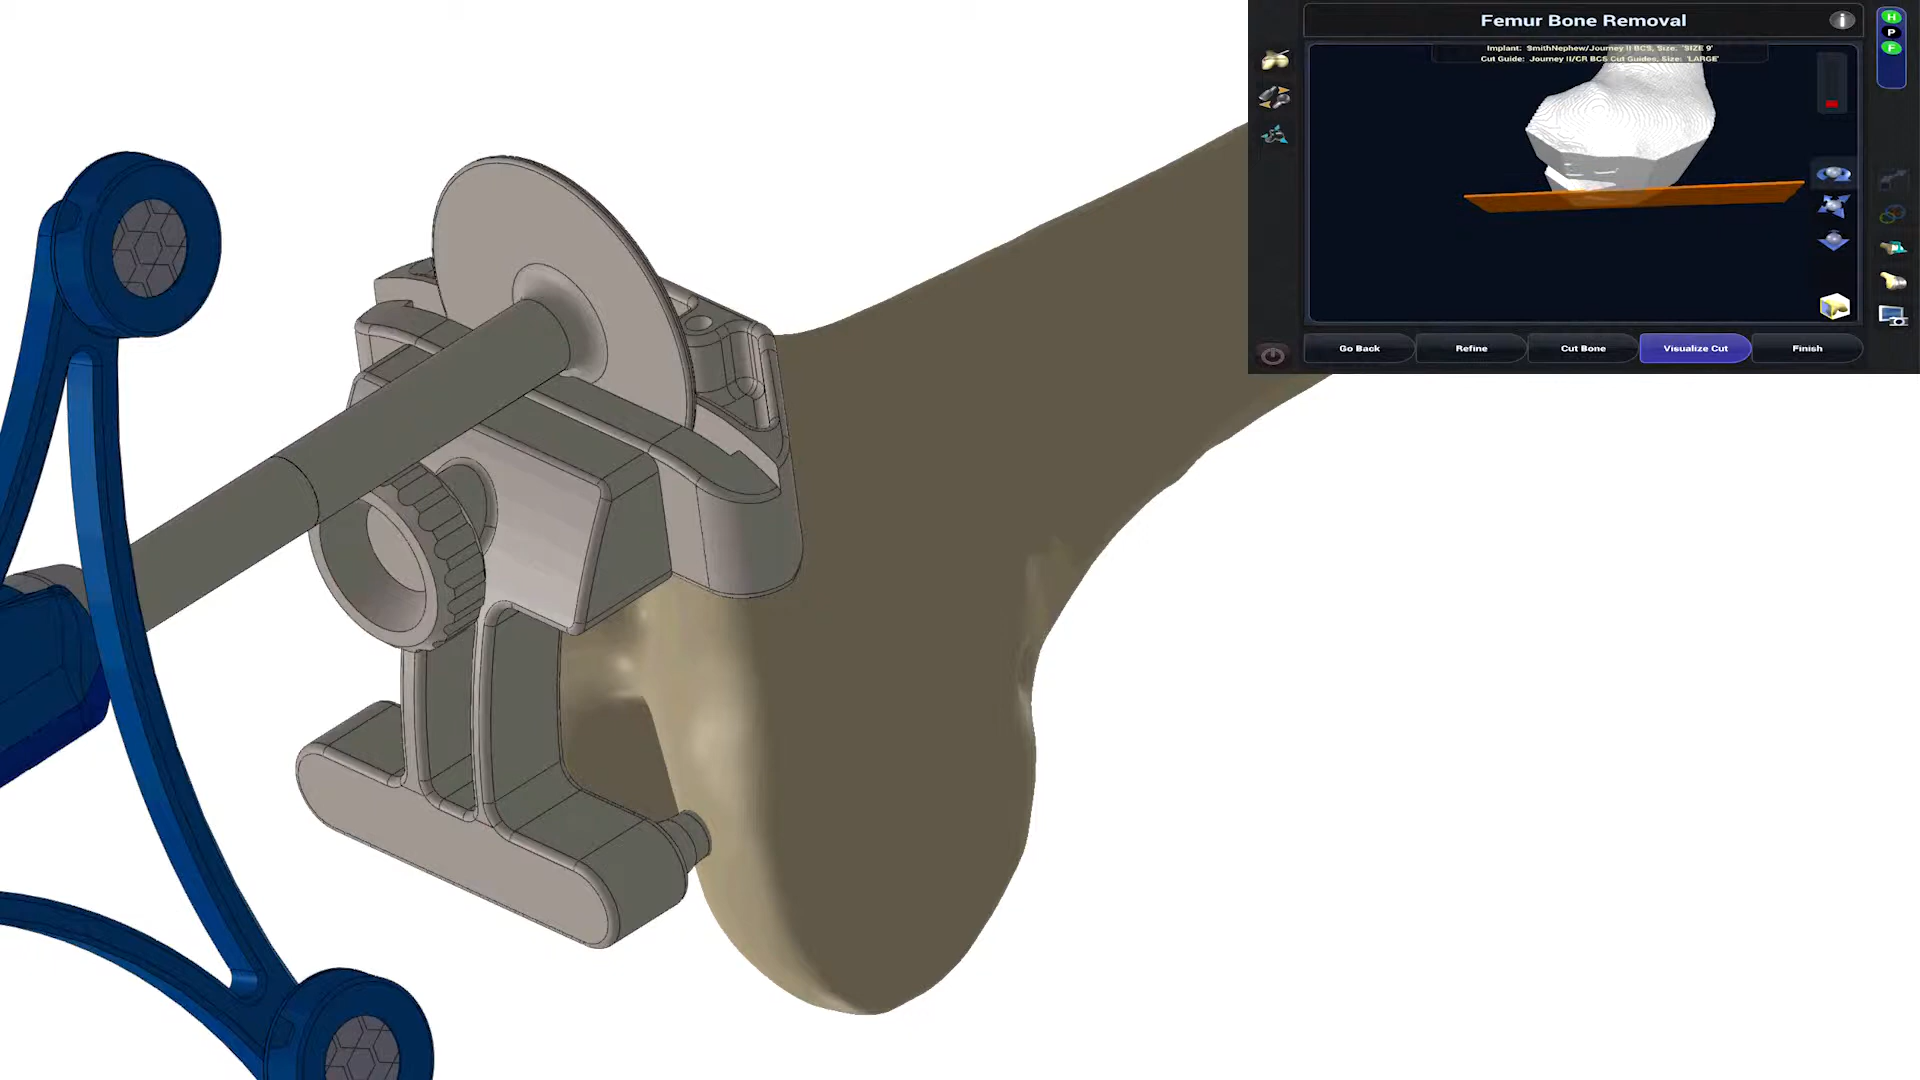 Femur Bone Removal
i
H
P
F
Implant: SmithNephew/Journey II BCS, Size: 'SIZE 9'
Cut Guide: Journey II/CR BCS Cut Guides, Size: 'LARGE'
Go Back
Refine
Cut Bone
Visualize Cut
Finish